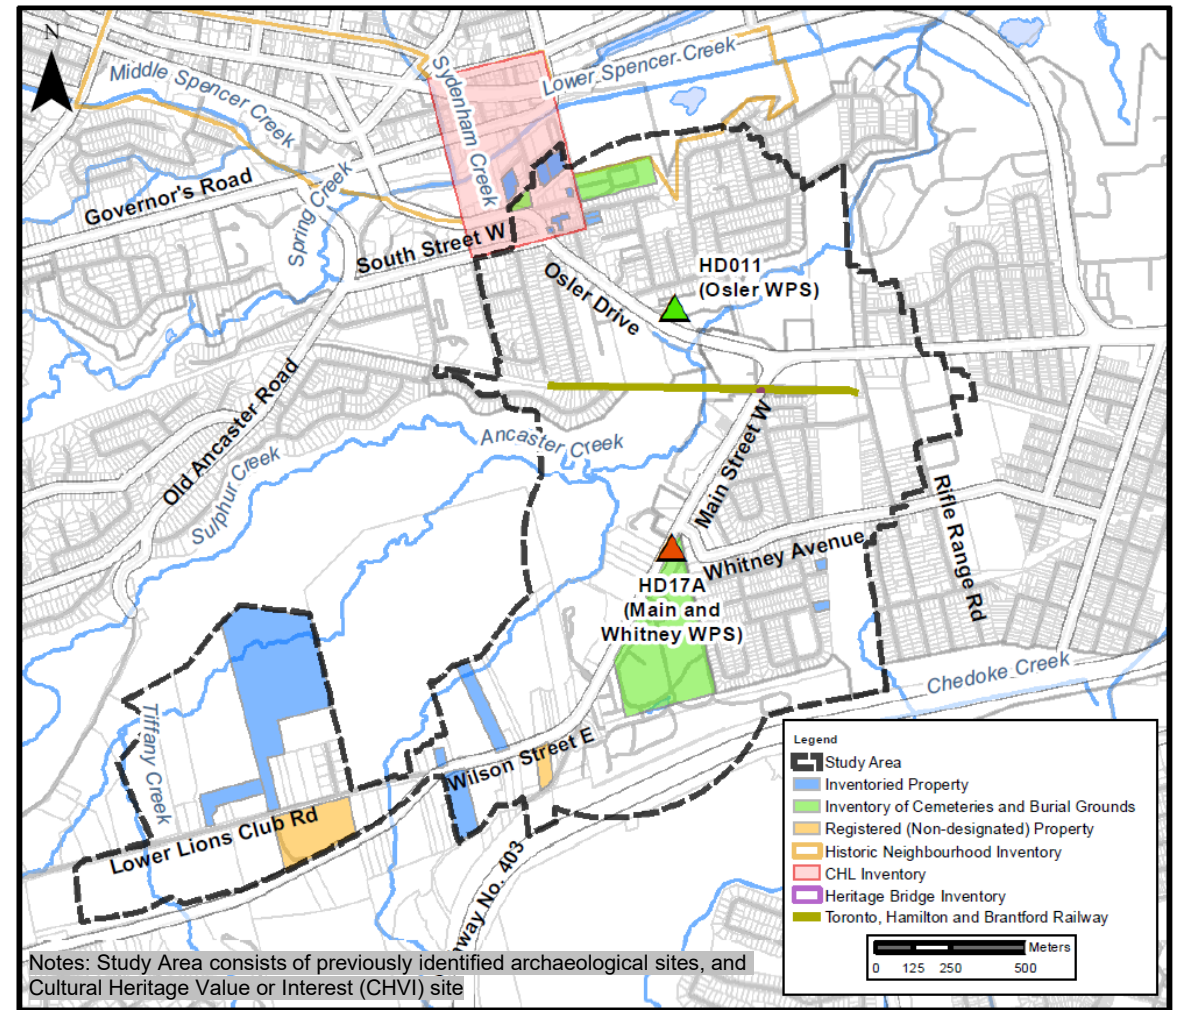 N
Middle Spencer Creek
Sydenham Creek
Lower Spencer Creek
Governor's Road
Spring Creek
South Street W
Osler Drive
HD011
(Osler WPS)
Old Ancaster Road
Sulphur Creek
Ancaster Creek
Main Street W
Rifle Range Rd
Whitney Avenue
HD17A
(Main and
Whitney WPS)
Chedoke Creek
Tiffany Creek
Wilson Street E
Lower Lions Club Rd
way No. 403
Legend
Study Area
Inventoried Property
Inventory of Cemeteries and Burial Grounds
Registered (Non-designated) Property
Historic Neighbourhood Inventory
CHL Inventory
Heritage Bridge Inventory
Toronto, Hamilton and Brantford Railway
Meters
0 125 250 500
Notes: Study Area consists of previously identified archaeological sites, and
Cultural Heritage Value or Interest (CHVI) site